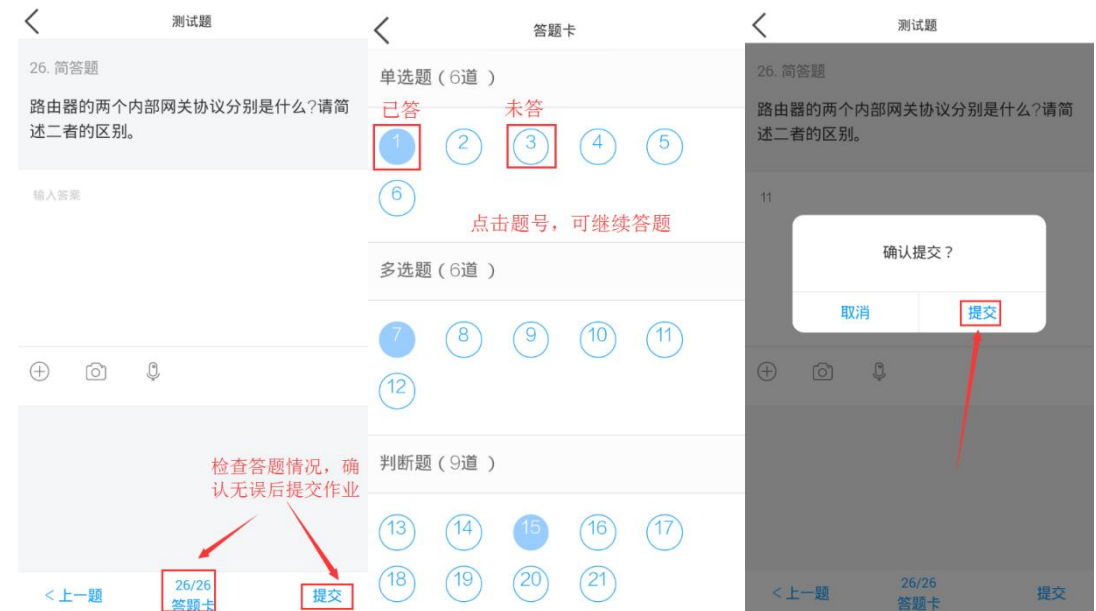 测试题
26. 简答题
路由器的两个内部网关协议分别是什么?请简
述二者的区别。
输入答案
检查答题情况，确
认无误后提交作业
<上一题
26/26
答题卡
提交
答题卡
单选题 ( 6道 )
已答
未答
1 2 3 4 5
6
点击题号，可继续答题
多选题 ( 6道 )
7 8 9 10 11
12
判断题 ( 9道 )
13 14 15 16 17
18 19 20 21
测试题
26. 简答题
路由器的两个内部网关协议分别是什么?请简
述二者的区别。
11
确认提交？
取消
提交
<上一题
26/26
答题卡
提交